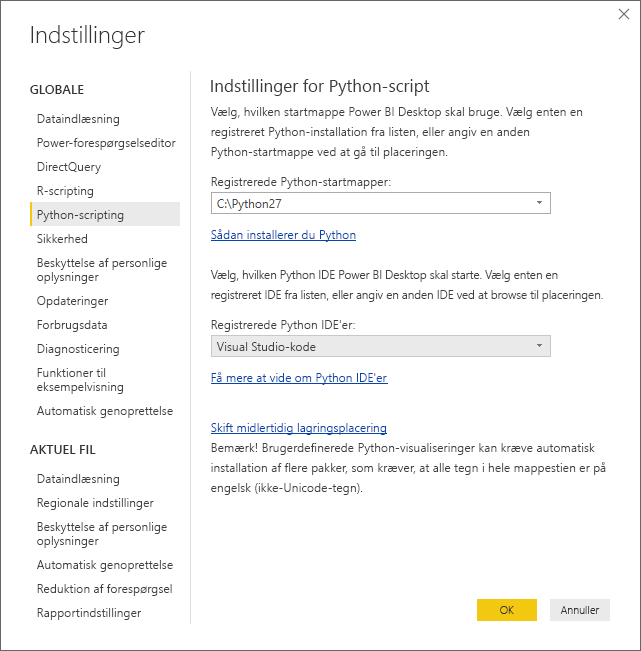 Indstillinger
GLOBALE
Dataindlæsning
Power-forespørgselseditor
DirectQuery
R-scripting
Python-scripting
Sikkerhed
Beskyttelse af personlige
oplysninger
Opdateringer
Forbrugsdata
Diagnosticering
Funktioner til
eksempelvisning
Automatisk genoprettelse
AKTUEL FIL
Dataindlæsning
Regionale indstillinger
Beskyttelse af personlige
oplysninger
Automatisk genoprettelse
Reduktion af forespørgsel
Rapportindstillinger
Indstillinger for Python-script
Vælg, hvilken startmappe Power BI Desktop skal bruge. Vælg enten en
registreret Python-installation fra listen, eller angiv en anden
Python-startmappe ved at gå til placeringen.
Registrerede Python-startmapper:
C:\Python27
Sådan installerer du Python
Vælg, hvilken Python IDE Power BI Desktop skal starte. Vælg enten en
registreret IDE fra listen, eller angiv en anden IDE ved at browse til placeringen.
Registrerede Python IDE'er:
Visual Studio-kode
Få mere at vide om Python IDE'er
Skift midlertidig lagringsplacering
Bemærk! Brugerdefinerede Python-visualiseringer kan kræve automatisk
installation af flere pakker, som kræver, at alle tegn i hele mappestien er på
engelsk (ikke-Unicode-tegn).
OK
Annuller